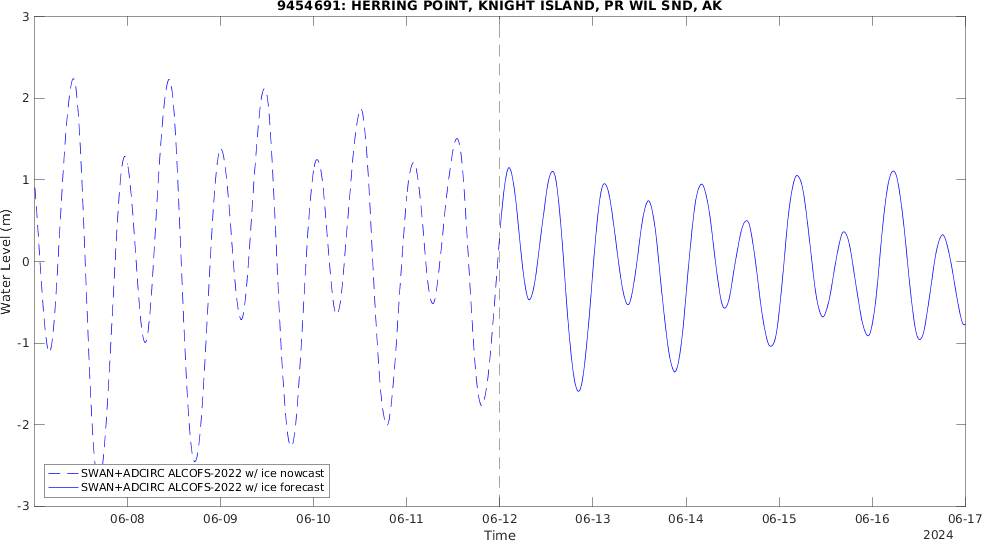 9454691: HERRING POINT, KNIGHT ISLAND, PR WIL SND, AK
3
2
1
0
-1
-2
-3
Water Level (m)
SWAN+ADCIRC ALCOFS-2022 w/ ice nowcast
SWAN+ADCIRC ALCOFS-2022 w/ ice forecast
06-08 06-09 06-10 06-11 06-12 06-13 06-14 06-15 06-16 06-17
Time
2024